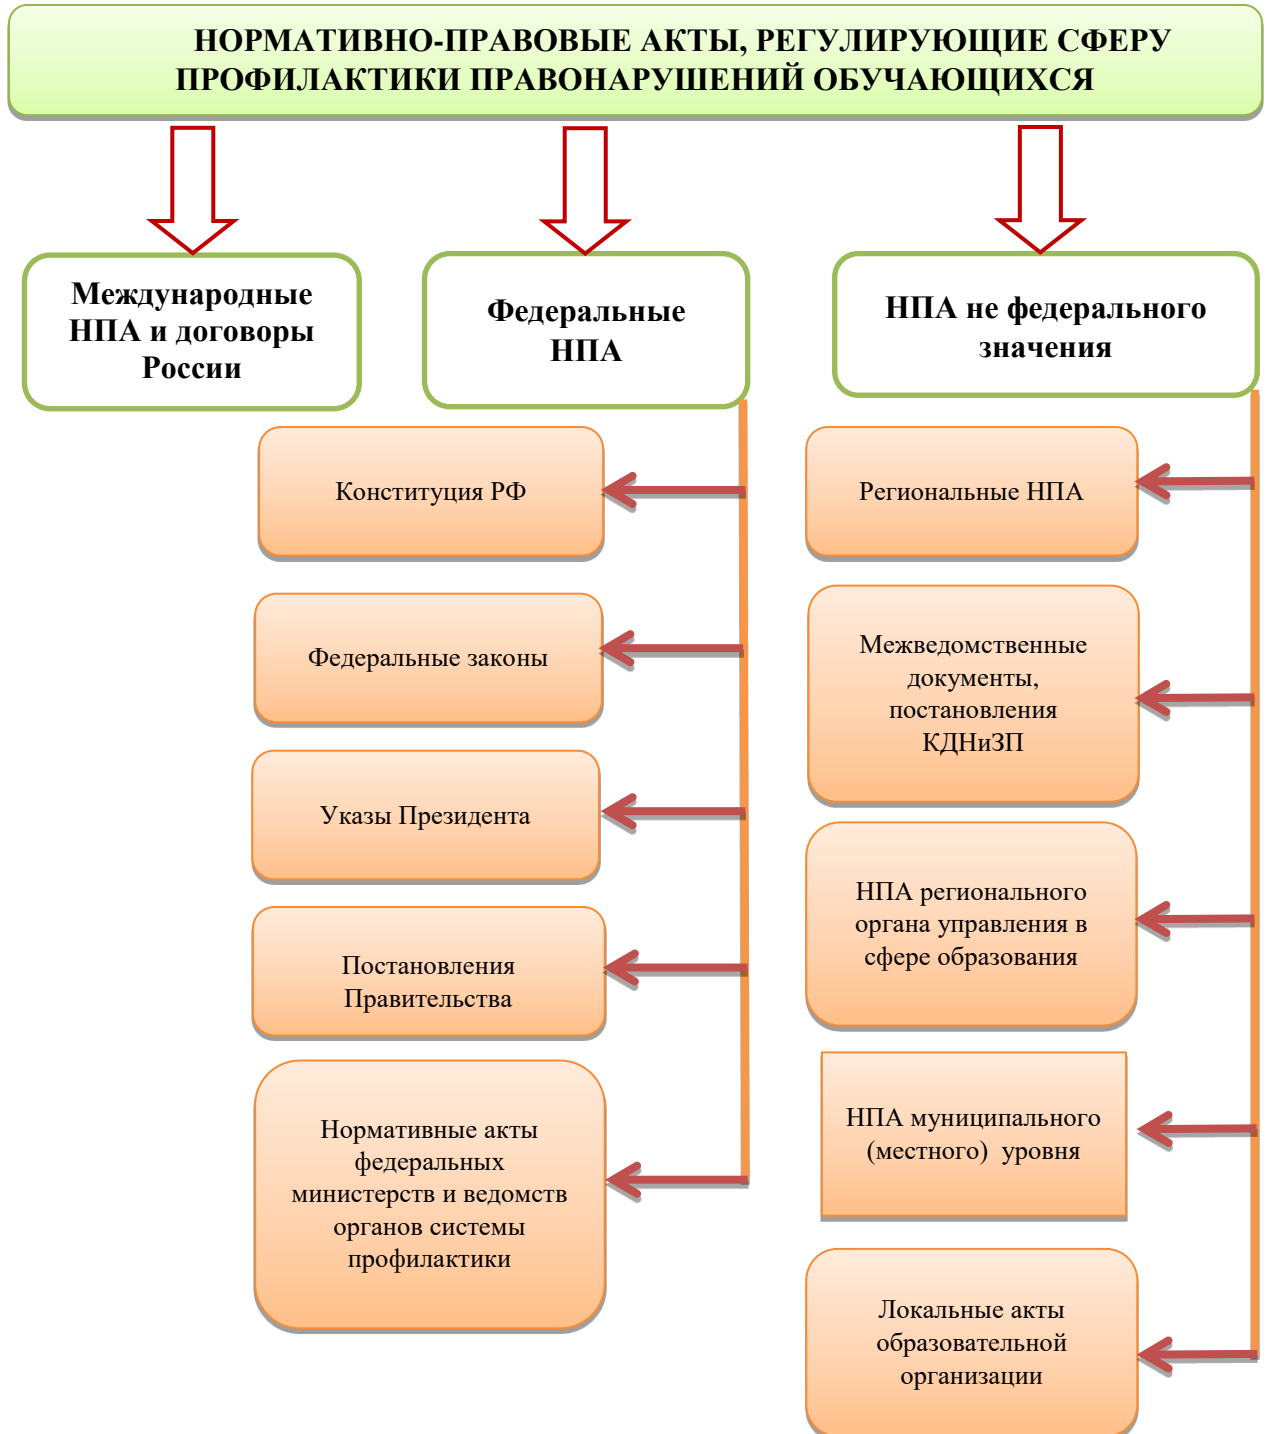 НОРМАТИВНО-ПРАВОВЫЕ АКТЫ, РЕГУЛИРУЮЩИЕ СФЕРУ
ПРОФИЛАКТИКИ ПРАВОНАРУШЕНИЙ ОБУЧАЮЩИХСЯ
Международные
НПА и договоры
России
Федеральные
НПА
НПА не федерального
значения
Конституция РФ
Федеральные законы
Указы Президента
Постановления
Правительства
Нормативные акты
федеральных
министерств и ведомств
органов системы
профилактики
Региональные НПА
Межведомственные
документы,
постановления
КДНиЗП
НПА регионального
органа управления в
сфере образования
НПА муниципального
(местного)  уровня
Локальные акты
образовательной
организации